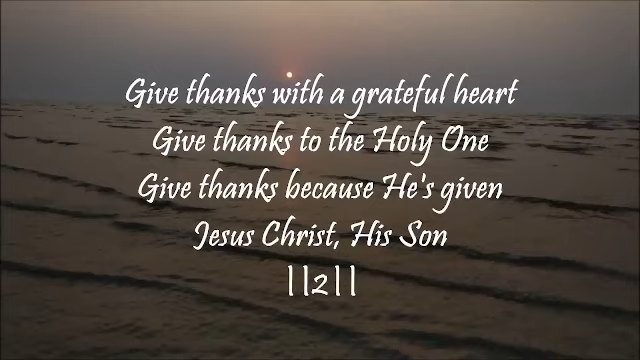 Give thanks with a grateful heart
Give thanks to the Holy One
Give thanks because He's given
Jesus Christ, His Son
||2||